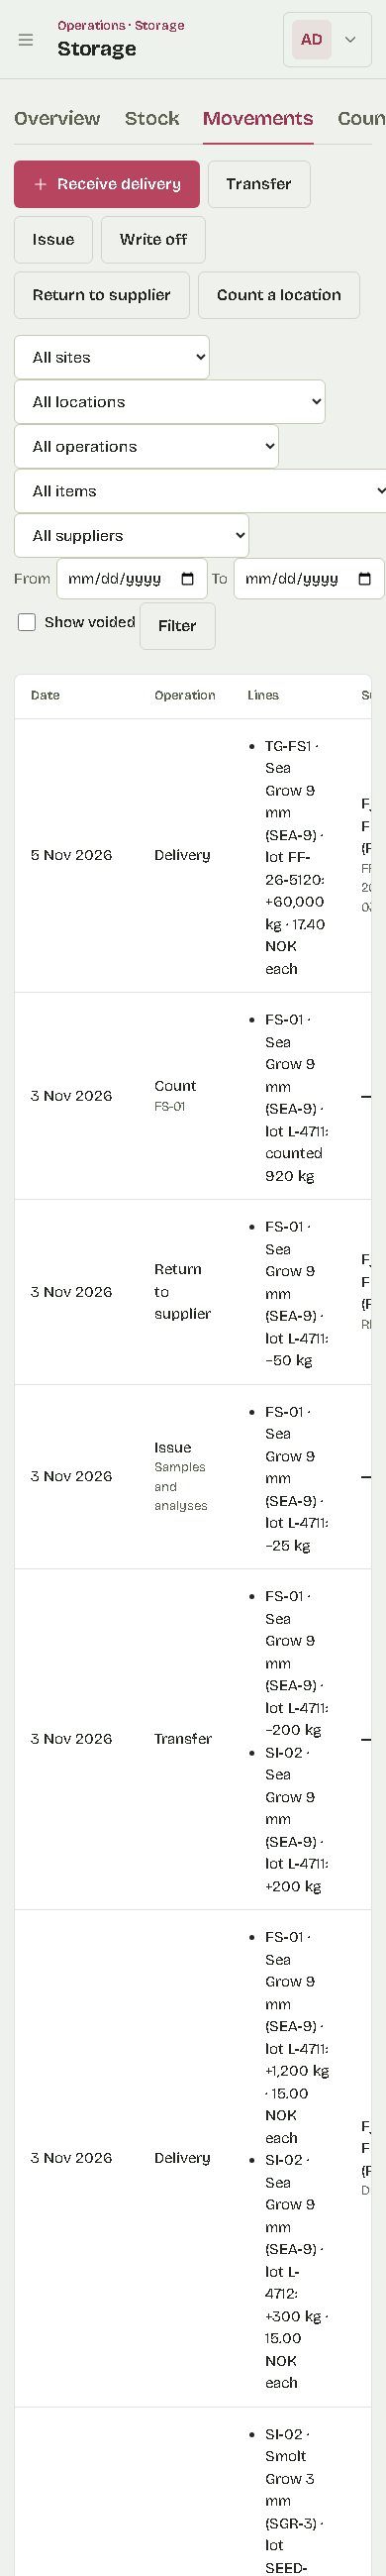 Operations · Storage
Storage
AD
Overview Stock Movements Coun
+ Receive delivery Transfer
Issue Write off
Return to supplier Count a location
All sites
All locations
All operations
All items
All suppliers
From mm/dd/yyyy To mm/dd/yyyy
Show voided Filter
Date Operation Lines
5 Nov 2026
Delivery
• TG-FS1 ·
Sea
Grow 9
mm
(SEA-9) ·
lot FF-
26-5120:
+60,000
kg · 17.40
NOK
each
3 Nov 2026
Count
FS-01
• FS-01 ·
Sea
Grow 9
mm
(SEA-9) ·
lot L-4711:
counted
920 kg
—
3 Nov 2026
Return
to
supplier
• FS-01 ·
Sea
Grow 9
mm
(SEA-9) ·
lot L-4711:
−50 kg
3 Nov 2026
Issue
Samples
and
analyses
• FS-01 ·
Sea
Grow 9
mm
(SEA-9) ·
lot L-4711:
−25 kg
—
3 Nov 2026
Transfer
• FS-01 ·
Sea
Grow 9
mm
(SEA-9) ·
lot L-4711:
−200 kg
• SI-02 ·
Sea
Grow 9
mm
(SEA-9) ·
lot L-4711:
+200 kg
—
3 Nov 2026
Delivery
• FS-01 ·
Sea
Grow 9
mm
(SEA-9) ·
lot L-4711:
+1,200 kg
· 15.00
NOK
each
• SI-02 ·
Sea
Grow 9
mm
(SEA-9) ·
lot L-
4712:
+300 kg ·
15.00
NOK
each
• SI-02 ·
Smolt
Grow 3
mm
(SGR-3) ·
lot
SEED-